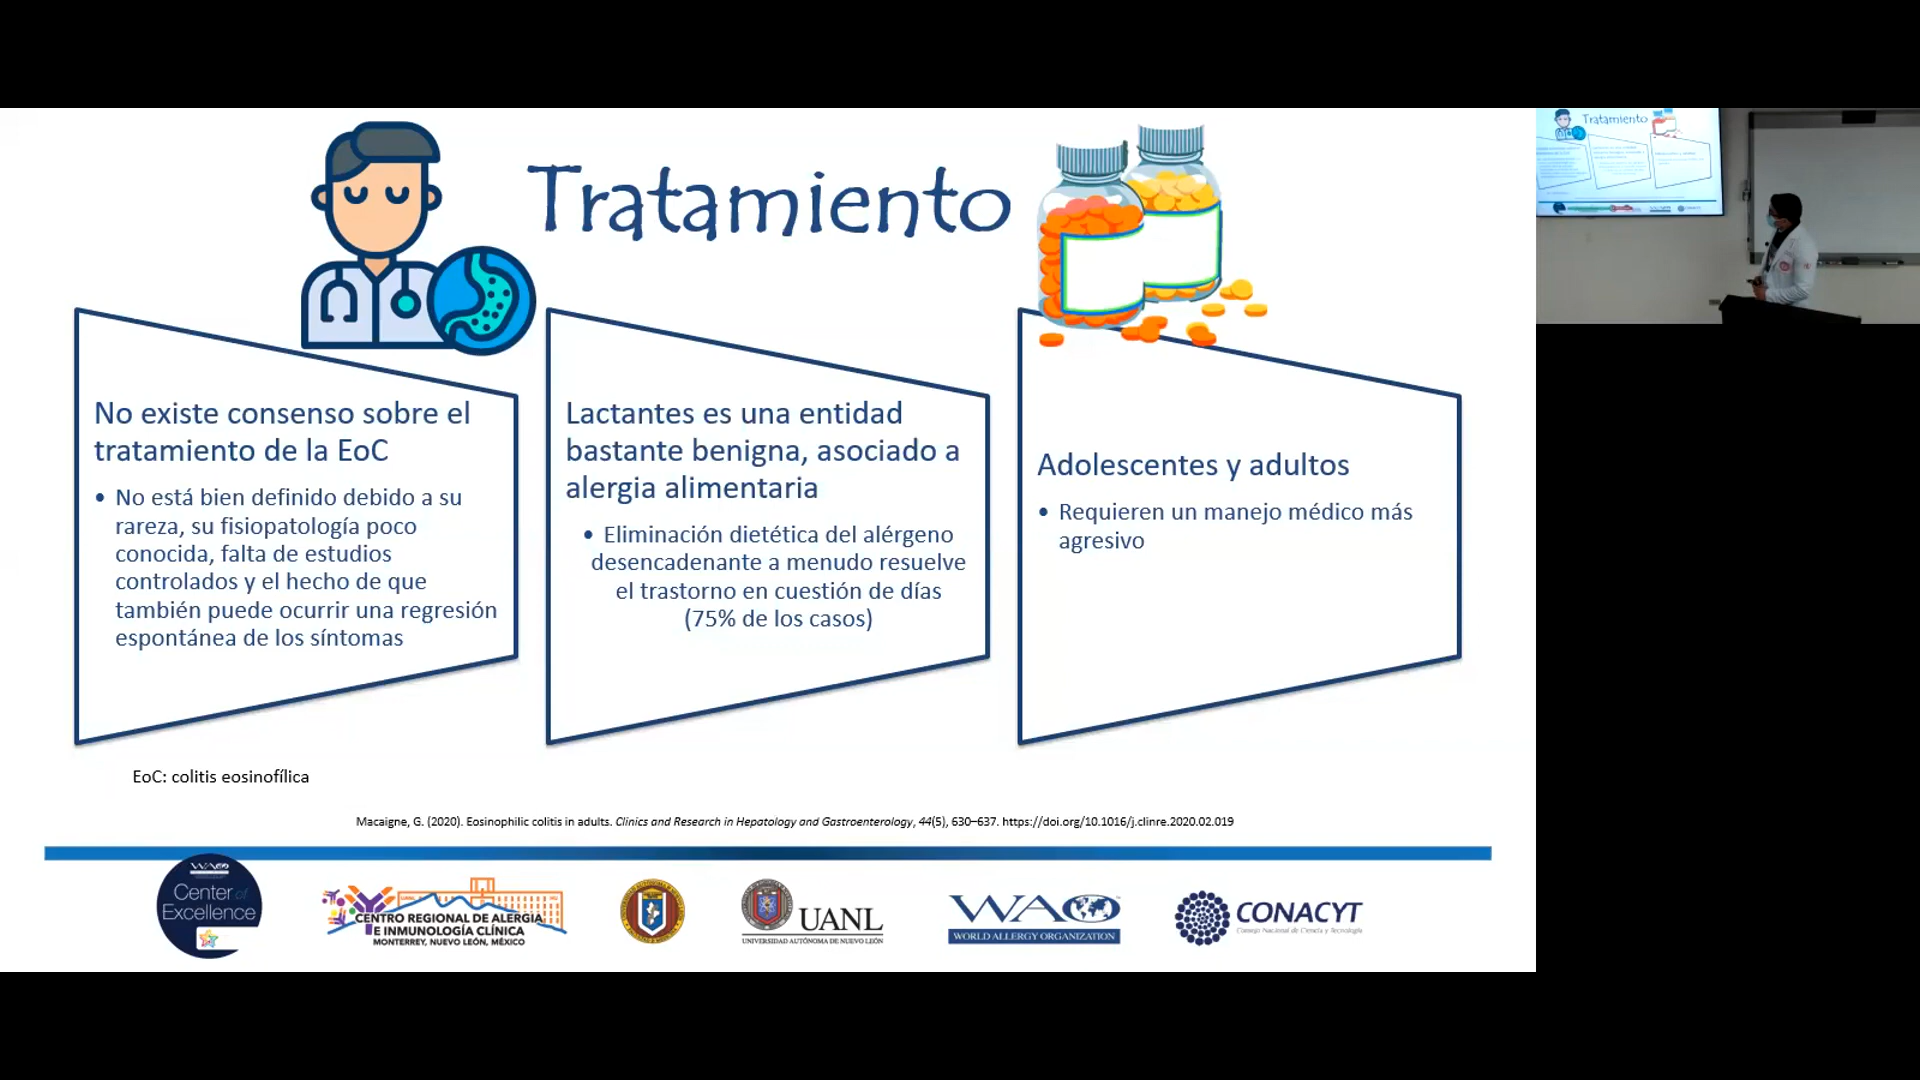 Tratamiento
No existe consenso sobre el
tratamiento de la EoC
• No está bien definido debido a su
rareza, su fisiopatología poco
conocida, falta de estudios
controlados y el hecho de que
también puede ocurrir una regresión
espontánea de los síntomas
Lactantes es una entidad
bastante benigna, asociado a
alergia alimentaria
• Eliminación dietética del alérgeno
desencadenante a menudo resuelve
el trastorno en cuestión de días
(75% de los casos)
Adolescentes y adultos
• Requieren un manejo médico más
agresivo
EoC: colitis eosinofílica
Macaigne, G. (2020). Eosinophilic colitis in adults. Clinics and Research in Hepatology and Gastroenterology, 44(5), 630–637. https://doi.org/10.1016/j.clinre.2020.02.019
WAO
Center of
Excellence
CENTRO REGIONAL DE ALERGIA
E INMUNOLOGÍA CLÍNICA
MONTERREY, NUEVO LEÓN, MÉXICO
UANL
UNIVERSIDAD AUTÓNOMA DE NUEVO LEÓN
WAO
WORLD ALLERGY ORGANIZATION
CONACYT
Consejo Nacional de Ciencia y Tecnología
Tratamiento